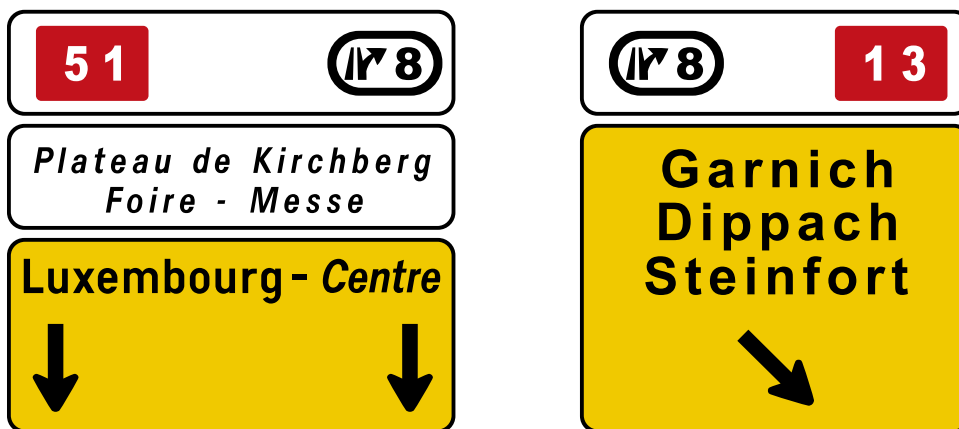 51 8
Plateau de Kirchberg
Foire - Messe
Luxembourg - Centre
8 13
Garnich
Dippach
Steinfort